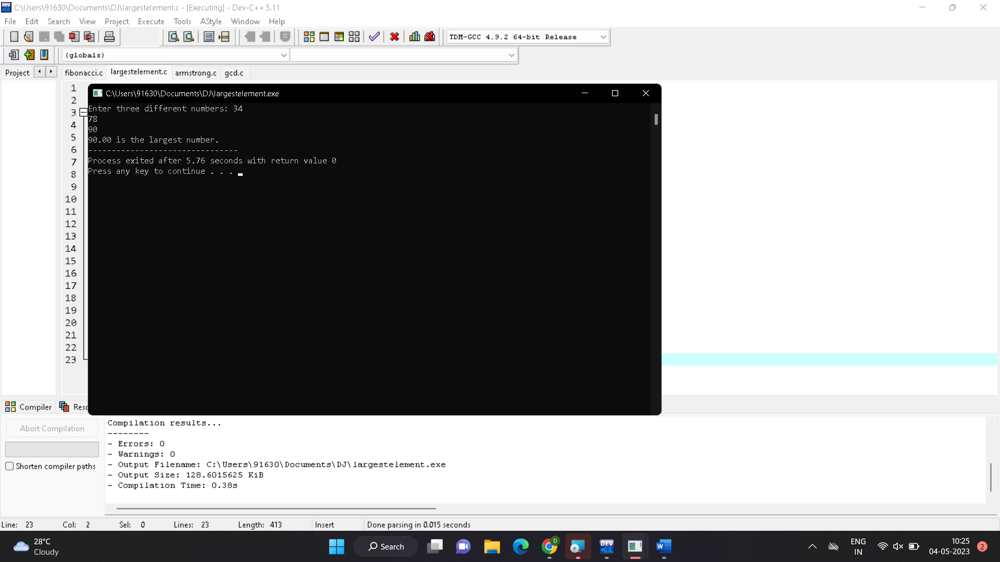 C:\Users\91630\Documents\DJ\largestelement.c - [Executing] - Dev-C++ 5.11
File Edit Search View Project Execute Tools AStyle Window Help
TDM-GCC 4.9.2 64-bit Release
(globals)
Project fibonacci.c largestelement.c armstrong.c gcd.c
C:\Users\91630\Documents\DJ\largestelement.exe
Enter three different numbers: 34
78
90
90.00 is the largest number.
--------------------------------
Process exited after 5.76 seconds with return value 0
Press any key to continue . . .
1
2
3
4
5
6
7
8
9
10
11
12
13
14
15
16
17
18
19
20
21
22
23
Compiler Reso
Abort Compilation
Shorten compiler paths
Compilation results...
--------
- Errors: 0
- Warnings: 0
- Output Filename: C:\Users\91630\Documents\DJ\largestelement.exe
- Output Size: 128.6015625 KiB
- Compilation Time: 0.38s
Line: 23 Col: 2 Sel: 0 Lines: 23 Length: 413 Insert Done parsing in 0.015 seconds
28°C
Cloudy
Search
DEV
D
W
ENG
IN
10:25
04-05-2023
2